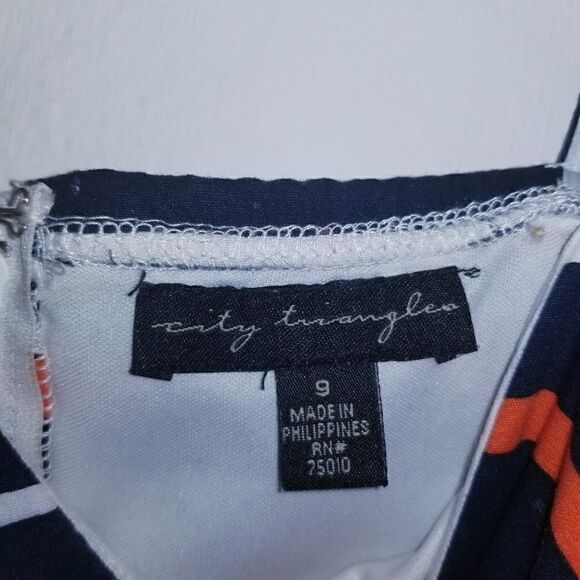 city triangles
9
MADE IN
PHILIPPINES
RN#
75010